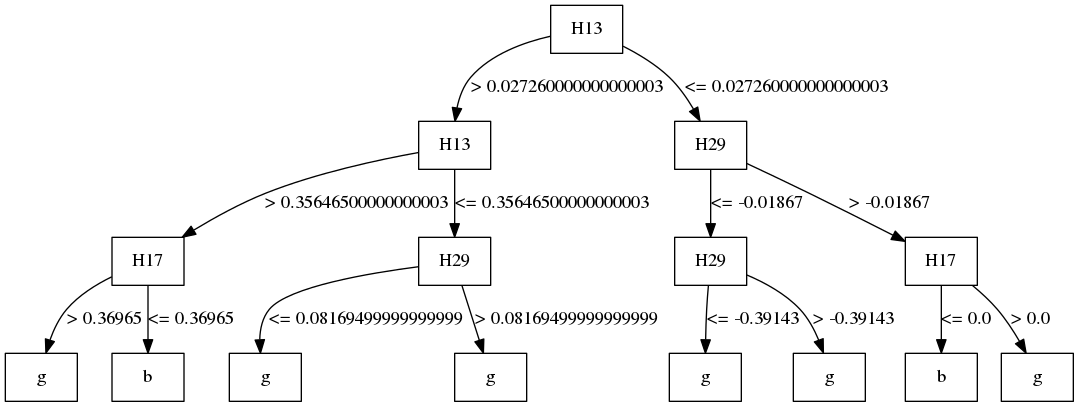 H13
> 0.027260000000000003
<= 0.027260000000000003
H13
H29
> 0.35646500000000003
<= 0.35646500000000003
<= -0.01867
> -0.01867
H17
H29
H29
H17
> 0.36965
<= 0.36965
<= 0.08169499999999999
> 0.08169499999999999
<= -0.39143
> -0.39143
<= 0.0
> 0.0
g
b
g
g
g
g
b
g